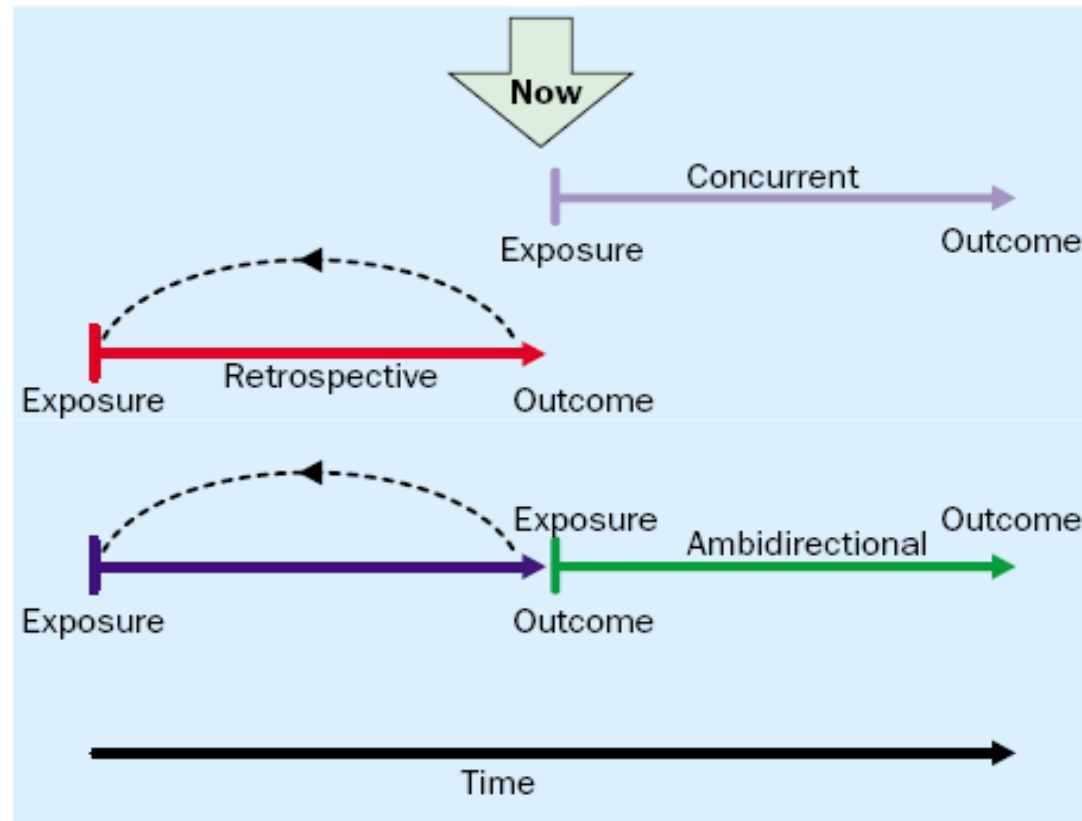 Now
Concurrent
Exposure
Outcome
Retrospective
Exposure
Outcome
Exposure
Outcome
Ambidirectional
Exposure
Outcome
Time